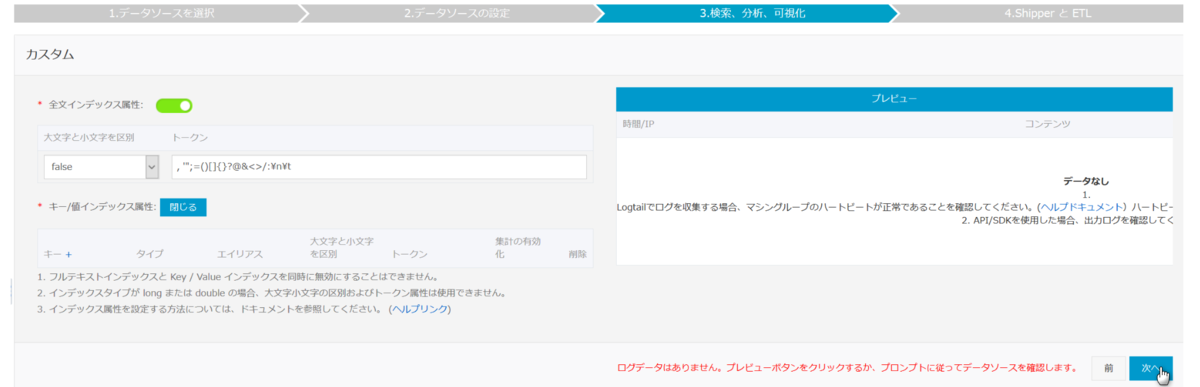 1.データソースを選択
2.データソースの設定
3.検索、分析、可視化
4.Shipper と ETL
カスタム
* 全文インデックス属性:
大文字と小文字を区別 トークン
false , '";=()[]{}?@&<>/:¥n¥t
* キー/値インデックス属性: 閉じる
キー + タイプ エイリアス 大文字と小文字を区別 トークン 集計の有効化 削除
1. フルテキストインデックスと Key / Value インデックスを同時に無効にすることはできません。
2. インデックスタイプが long または double の場合、大文字小文字の区別およびトークン属性は使用できません。
3. インデックス属性を設定する方法については、ドキュメントを参照してください。 (ヘルプリンク)
プレビュー
時間/IP コンテンツ
データなし
1.
Logtailでログを収集する場合、マシングループのハートビートが正常であることを確認してください。(ヘルプドキュメント) ハートビー
2. API/SDKを使用した場合、出力ログを確認してく
ログデータはありません。プレビューボタンをクリックするか、プロンプトに従ってデータソースを確認します。
前 次へ